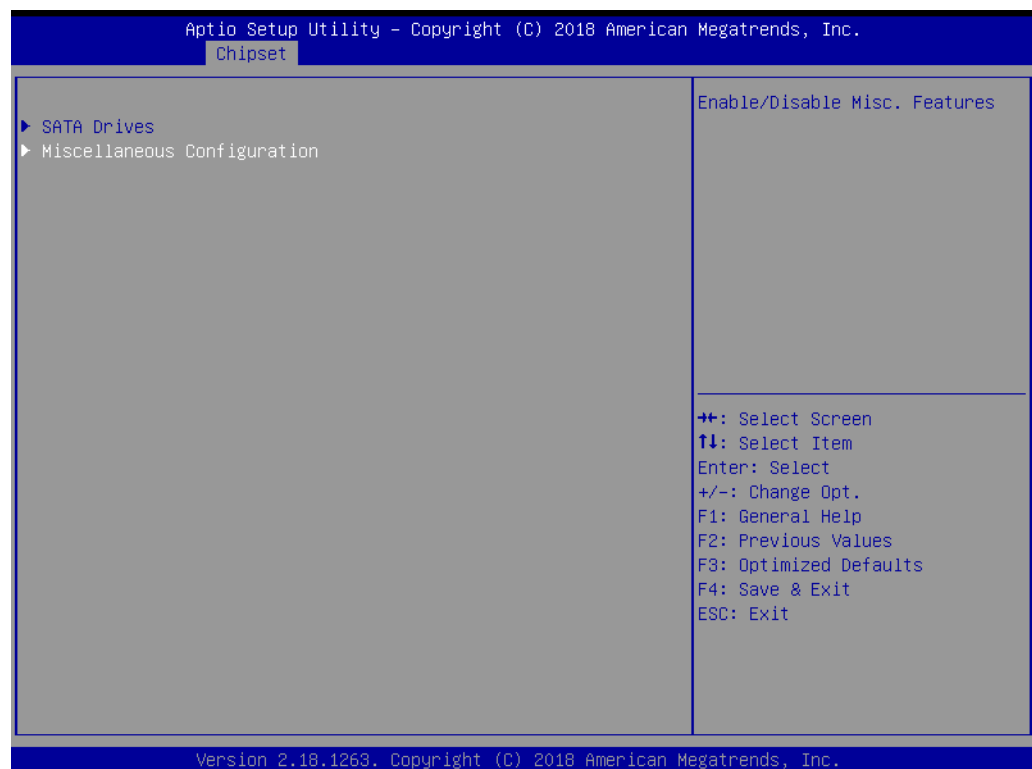 Aptio Setup Utility – Copyright (C) 2018 American Megatrends, Inc.
Chipset
SATA Drives
Miscellaneous Configuration
Enable/Disable Misc. Features
→←: Select Screen
↑↓: Select Item
Enter: Select
+/-: Change Opt.
F1: General Help
F2: Previous Values
F3: Optimized Defaults
F4: Save & Exit
ESC: Exit
Version 2.18.1263. Copyright (C) 2018 American Megatrends, Inc.